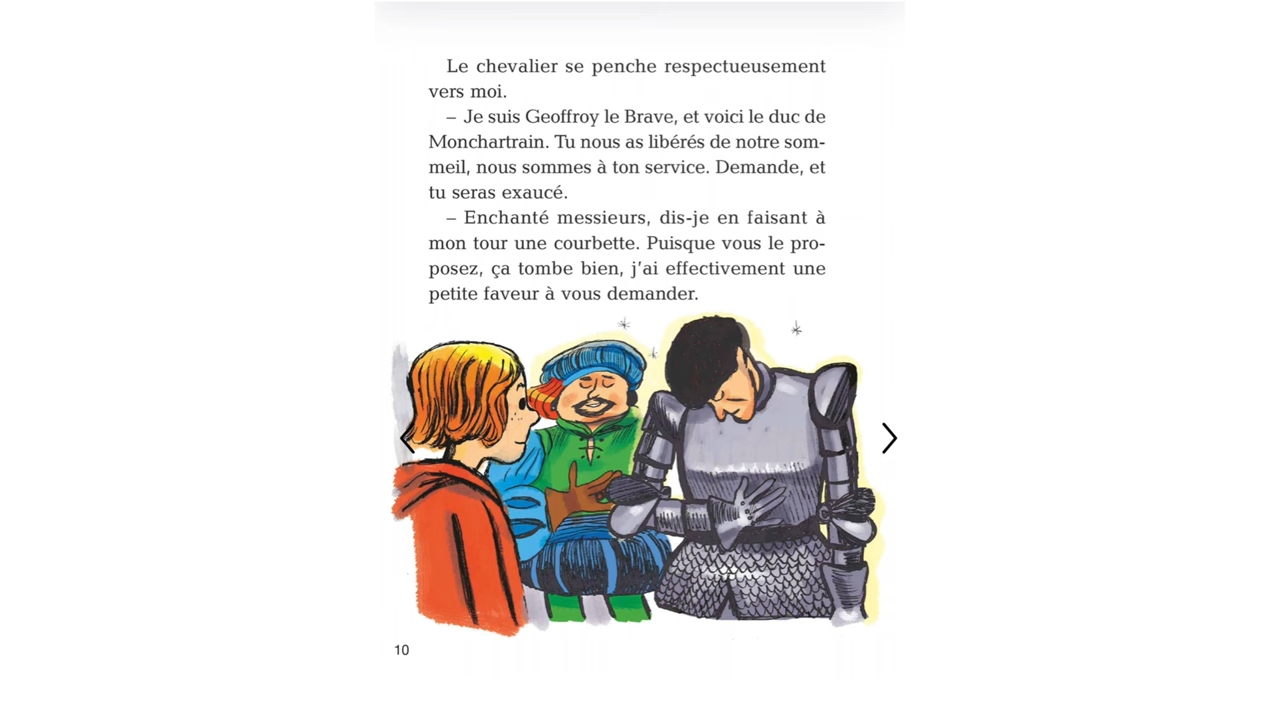 Le chevalier se penche respectueusement
vers moi.
– Je suis Geoffroy le Brave, et voici le duc de
Monchartrain. Tu nous as libérés de notre som-
meil, nous sommes à ton service. Demande, et
tu seras exaucé.
– Enchanté messieurs, dis-je en faisant à
mon tour une courbette. Puisque vous le pro-
posez, ça tombe bien, j’ai effectivement une
petite faveur à vous demander.
10